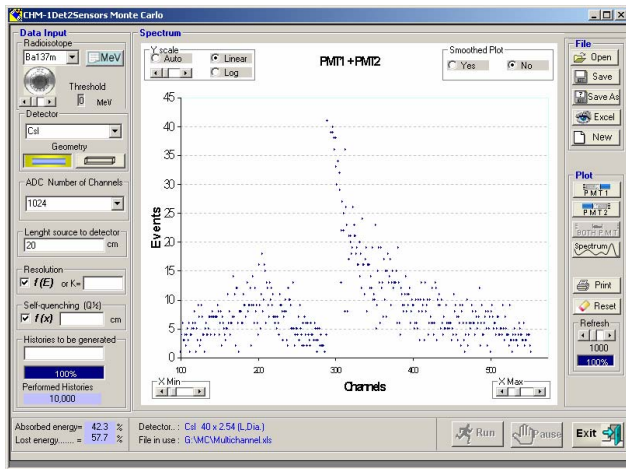 CHM-1Det2Sensors Monte Carlo
Data Input
Radioisotope
Ba137m
MeV
Threshold
0 MeV
Detector
CsI
Geometry
ADC Number of Channels
1024
Lenght source to detector
20 cm
Resolution
f(E) or K=
Self-quenching (Q½)
f(x) cm
Histories to be generated
100%
Performed Histories
10,000
Spectrum
Y scale
Auto
Linear
Log
PMT1 + PMT2
Smoothed Plot
Yes
No
45
40
35
30
25
20
15
10
5
0
Events
100
200
300
400
500
Channels
X Min
X Max
File
Open
Save
Save As
Excel
New
Plot
PMT1
PMT2
BOTH PMT
Spectrum
Print
Reset
Refresh
1000
100%
Absorbed energy= 42.3 %
Lost energy....... = 57.7 %
Detector.. : CsI 40 x 2.54 (L,Dia.)
File in use : G:\MC\Multichannel.xls
Run
Pause
Exit